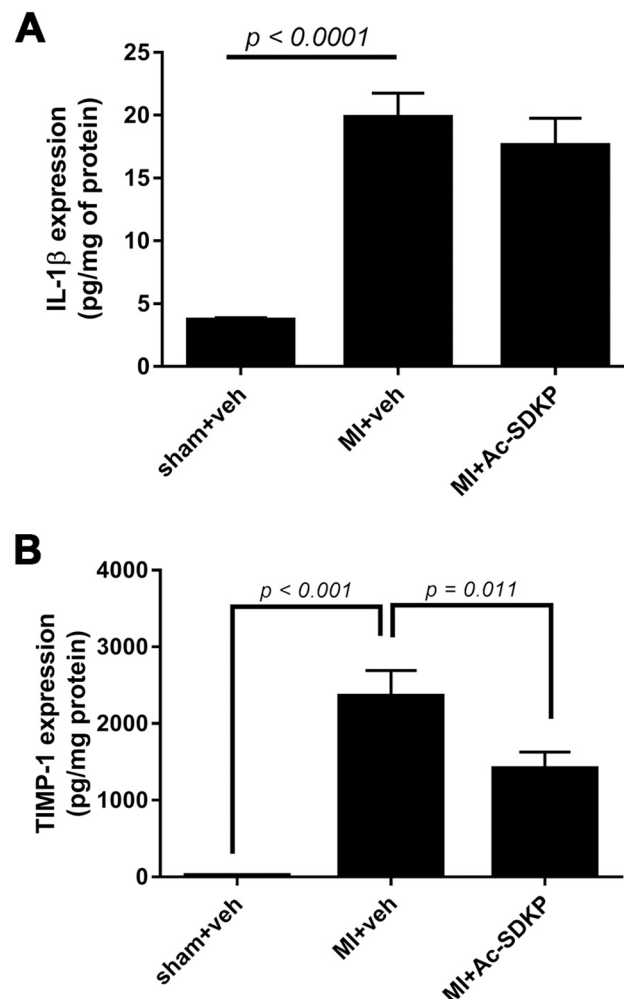 A
p < 0.0001
IL-1β expression
(pg/mg of protein)
25
20
15
10
5
0
sham+veh
MI+veh
MI+Ac-SDKP
B
TIMP-1 expression
(pg/mg protein)
4000
3000
2000
1000
0
p < 0.001
p = 0.011
sham+veh
MI+veh
MI+Ac-SDKP